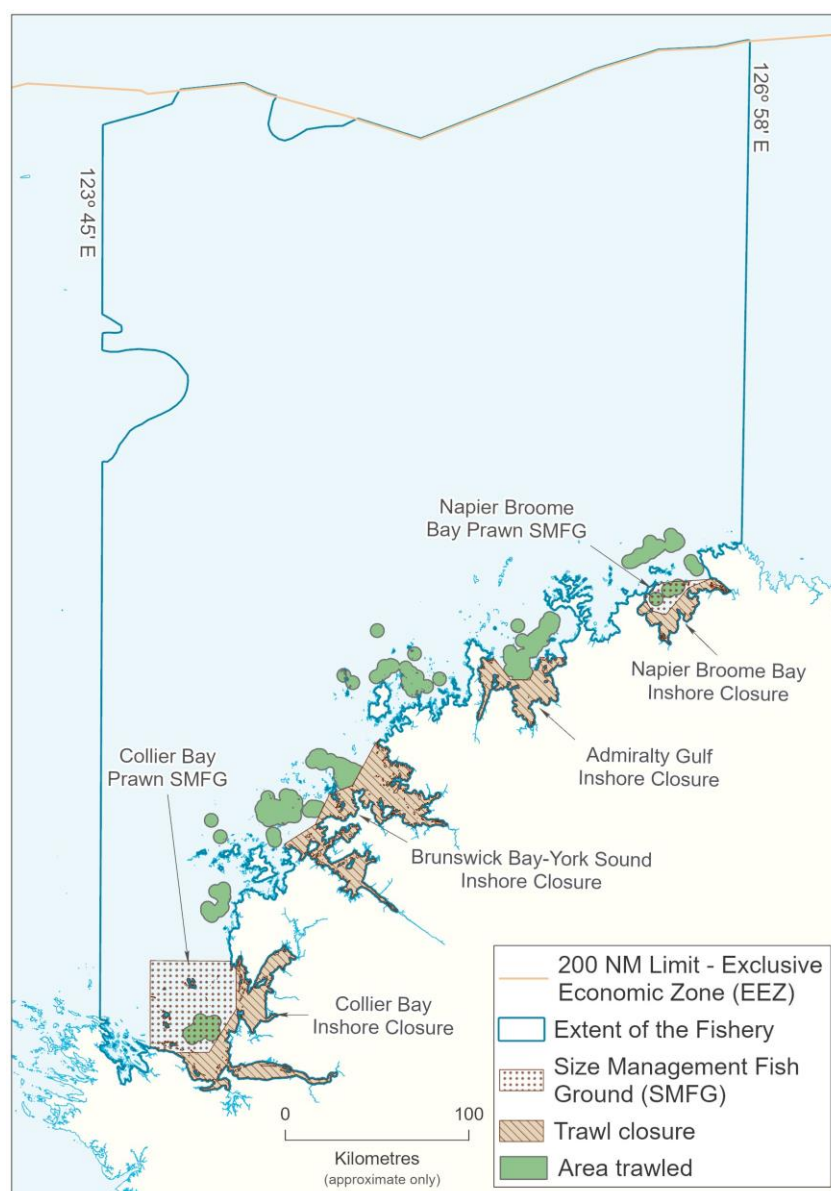 126° 58' E
123° 45' E
Napier Broome
Bay Prawn SMFG
Napier Broome Bay
Inshore Closure
Admiralty Gulf
Inshore Closure
Collier Bay
Prawn SMFG
Brunswick Bay-York Sound
Inshore Closure
Collier Bay
Inshore Closure
0 100
Kilometres
(approximate only)
200 NM Limit - Exclusive
Economic Zone (EEZ)
Extent of the Fishery
Size Management Fish
Ground (SMFG)
Trawl closure
Area trawled